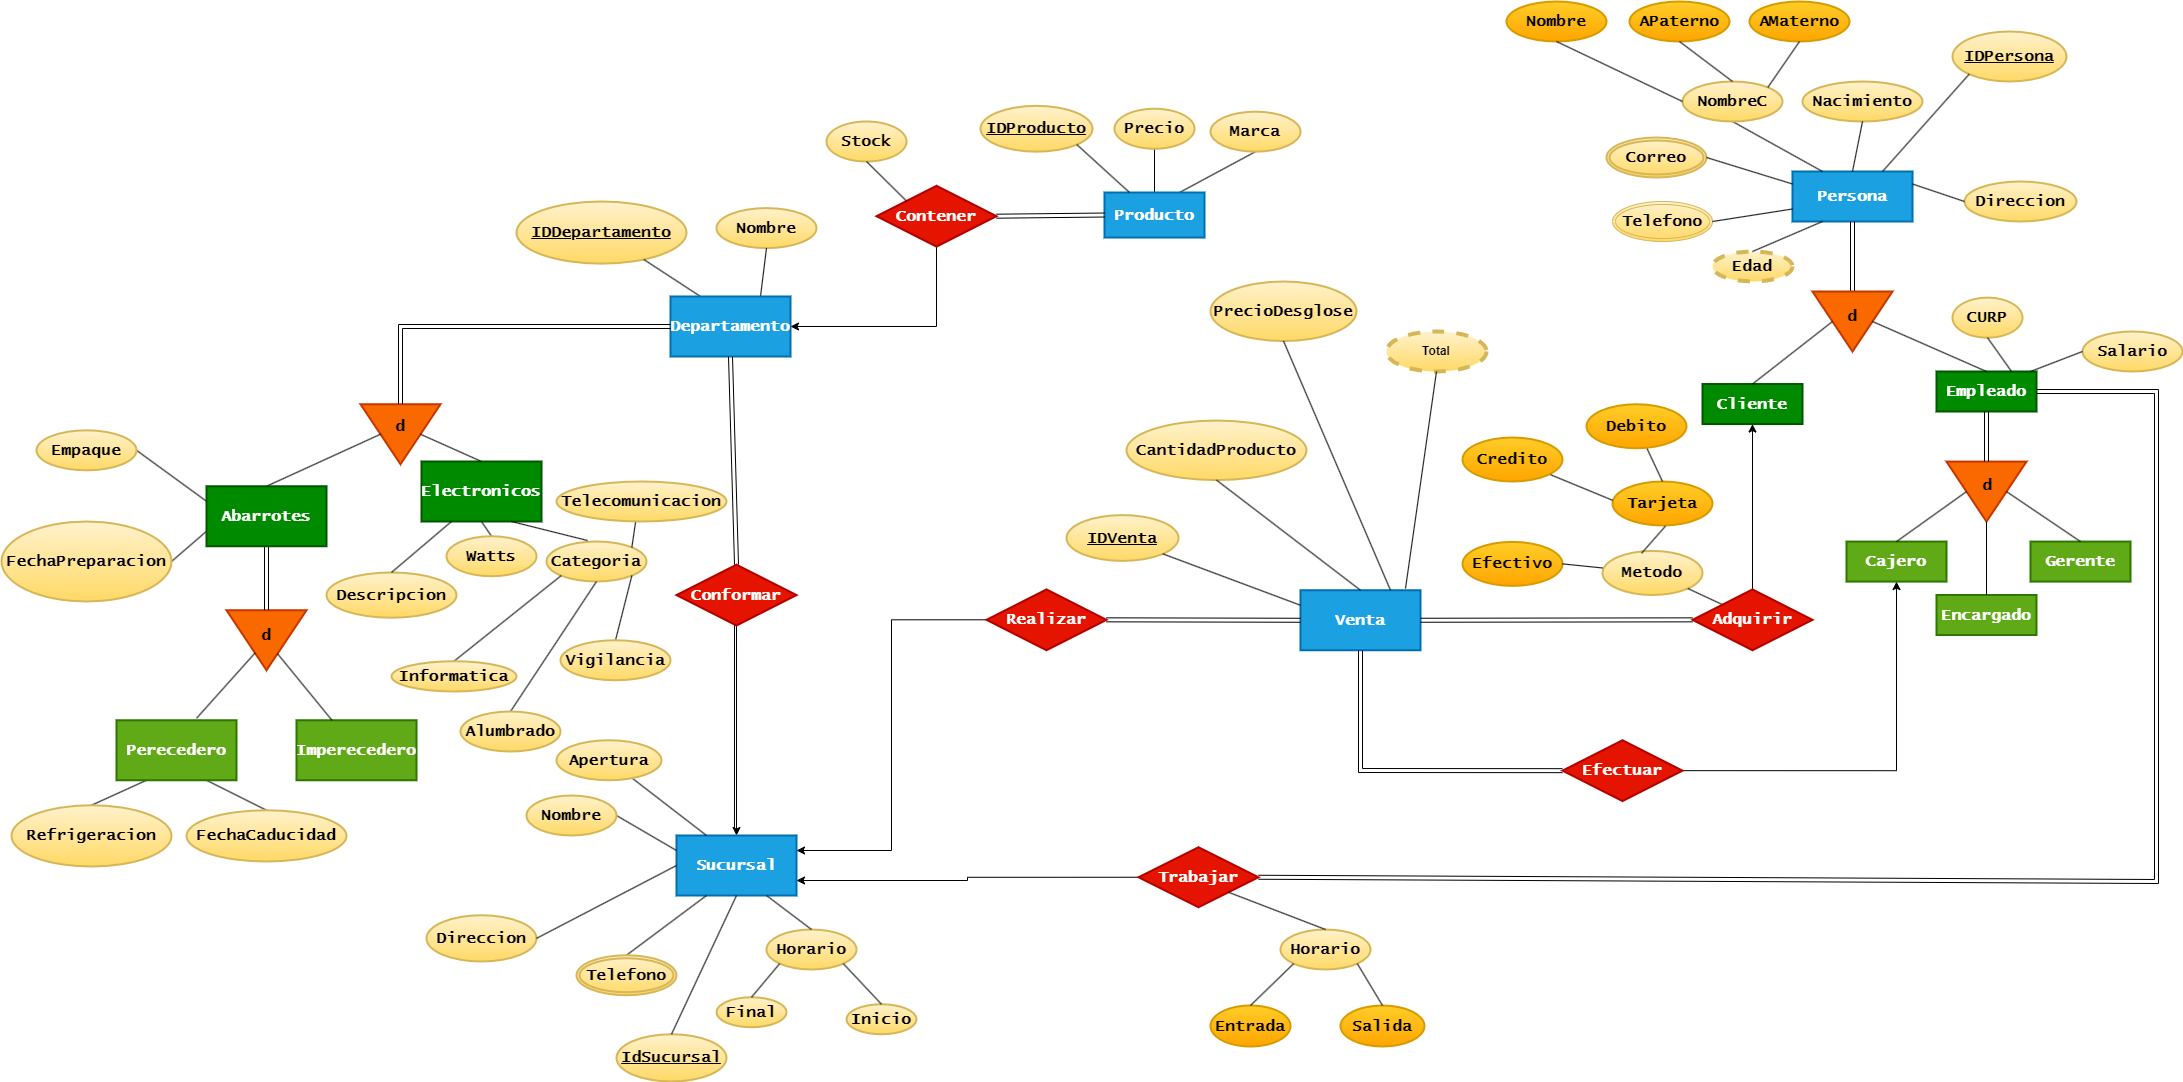 Nombre
APaterno
AMaterno
IDPersona
NombreC
Nacimiento
Stock
IDProducto
Precio
Marca
Correo
Persona
Direccion
Contener
Producto
Telefono
IDDepartamento
Nombre
Edad
Departamento
PrecioDesglose
Total
d
CURP
Salario
Empleado
Cliente
d
Empaque
CantidadProducto
Debito
Credito
Tarjeta
d
Electronicos
Telecomunicacion
Abarrotes
FechaPreparacion
Watts
Categoria
IDVenta
Efectivo
Metodo
Cajero
Gerente
Descripcion
Conformar
Encargado
Realizar
Venta
Adquirir
d
Informatica
Vigilancia
Alumbrado
Perecedero
Imperecedero
Apertura
Efectuar
Nombre
Refrigeracion
FechaCaducidad
Sucursal
Trabajar
Direccion
Horario
Horario
Telefono
Final
Inicio
Entrada
Salida
IdSucursal